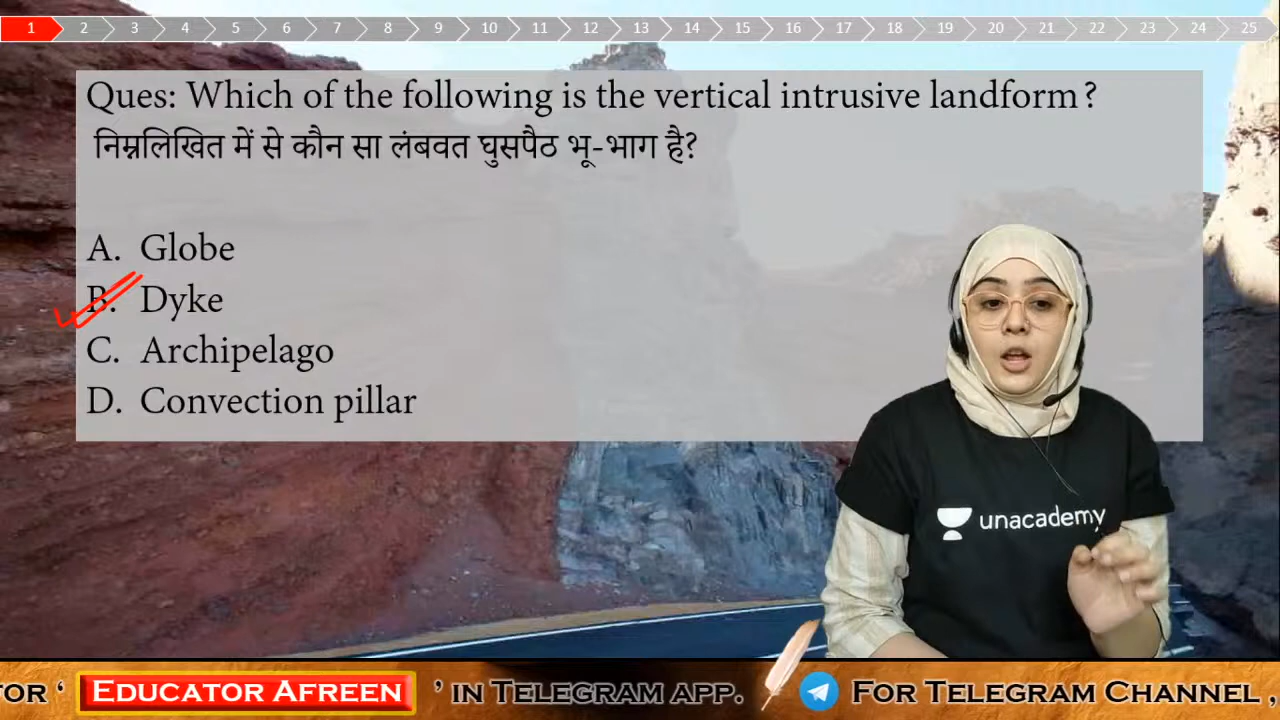 1 2 3 4 5 6 7 8 9 10 11 12 13 14 15 16 17 18 19 20 21 22 23 24 25
Ques: Which of the following is the vertical intrusive landform?
निम्नलिखित में से कौन सा लंबवत घुसपैठ भू-भाग है?
A. Globe
B. Dyke
C. Archipelago
D. Convection pillar
unacademy
TOR ‘ EDUCATOR AFREEN ’ IN TELEGRAM APP. FOR TELEGRAM CHANNEL ,